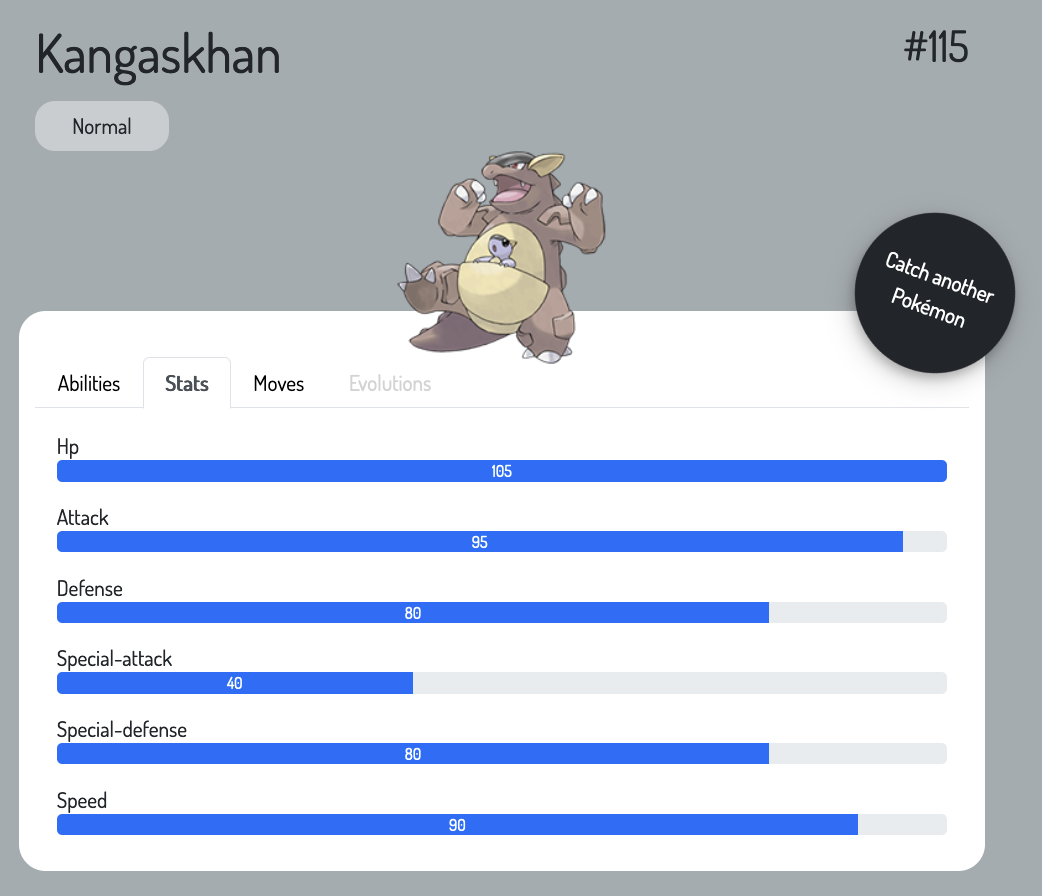 Kangaskhan
#115
Normal
Catch another
Pokémon
Abilities
Stats
Moves
Evolutions
Hp
105
Attack
95
Defense
80
Special-attack
40
Special-defense
80
Speed
90